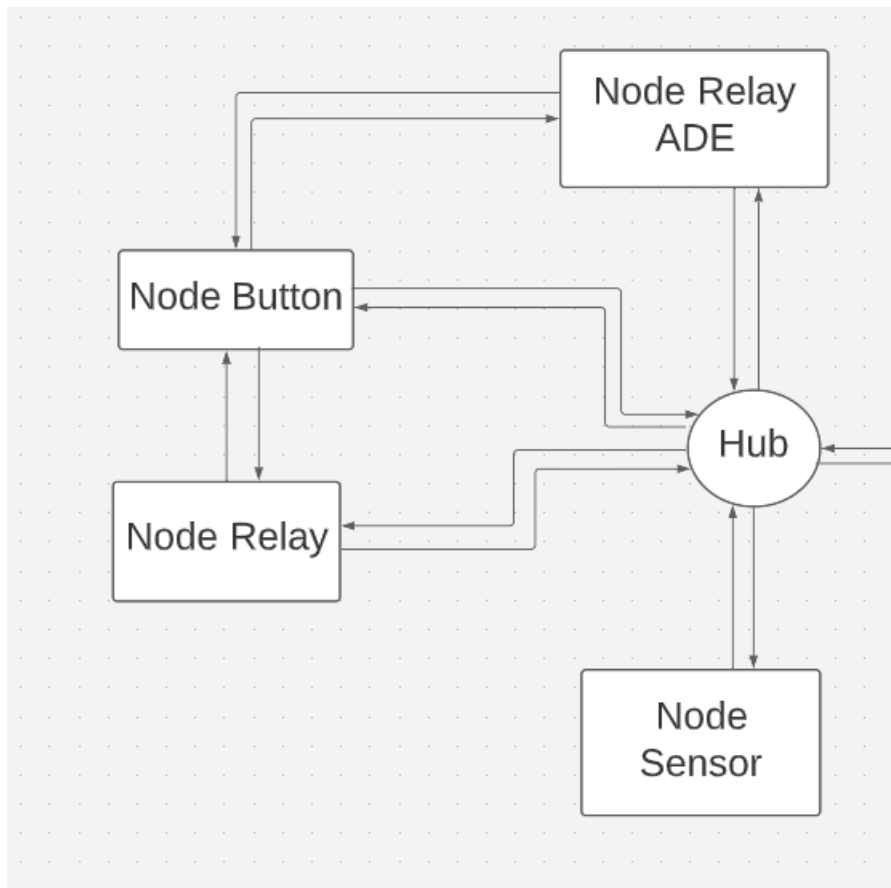 Node Relay
ADE
Node Button
Hub
Node Relay
Node
Sensor